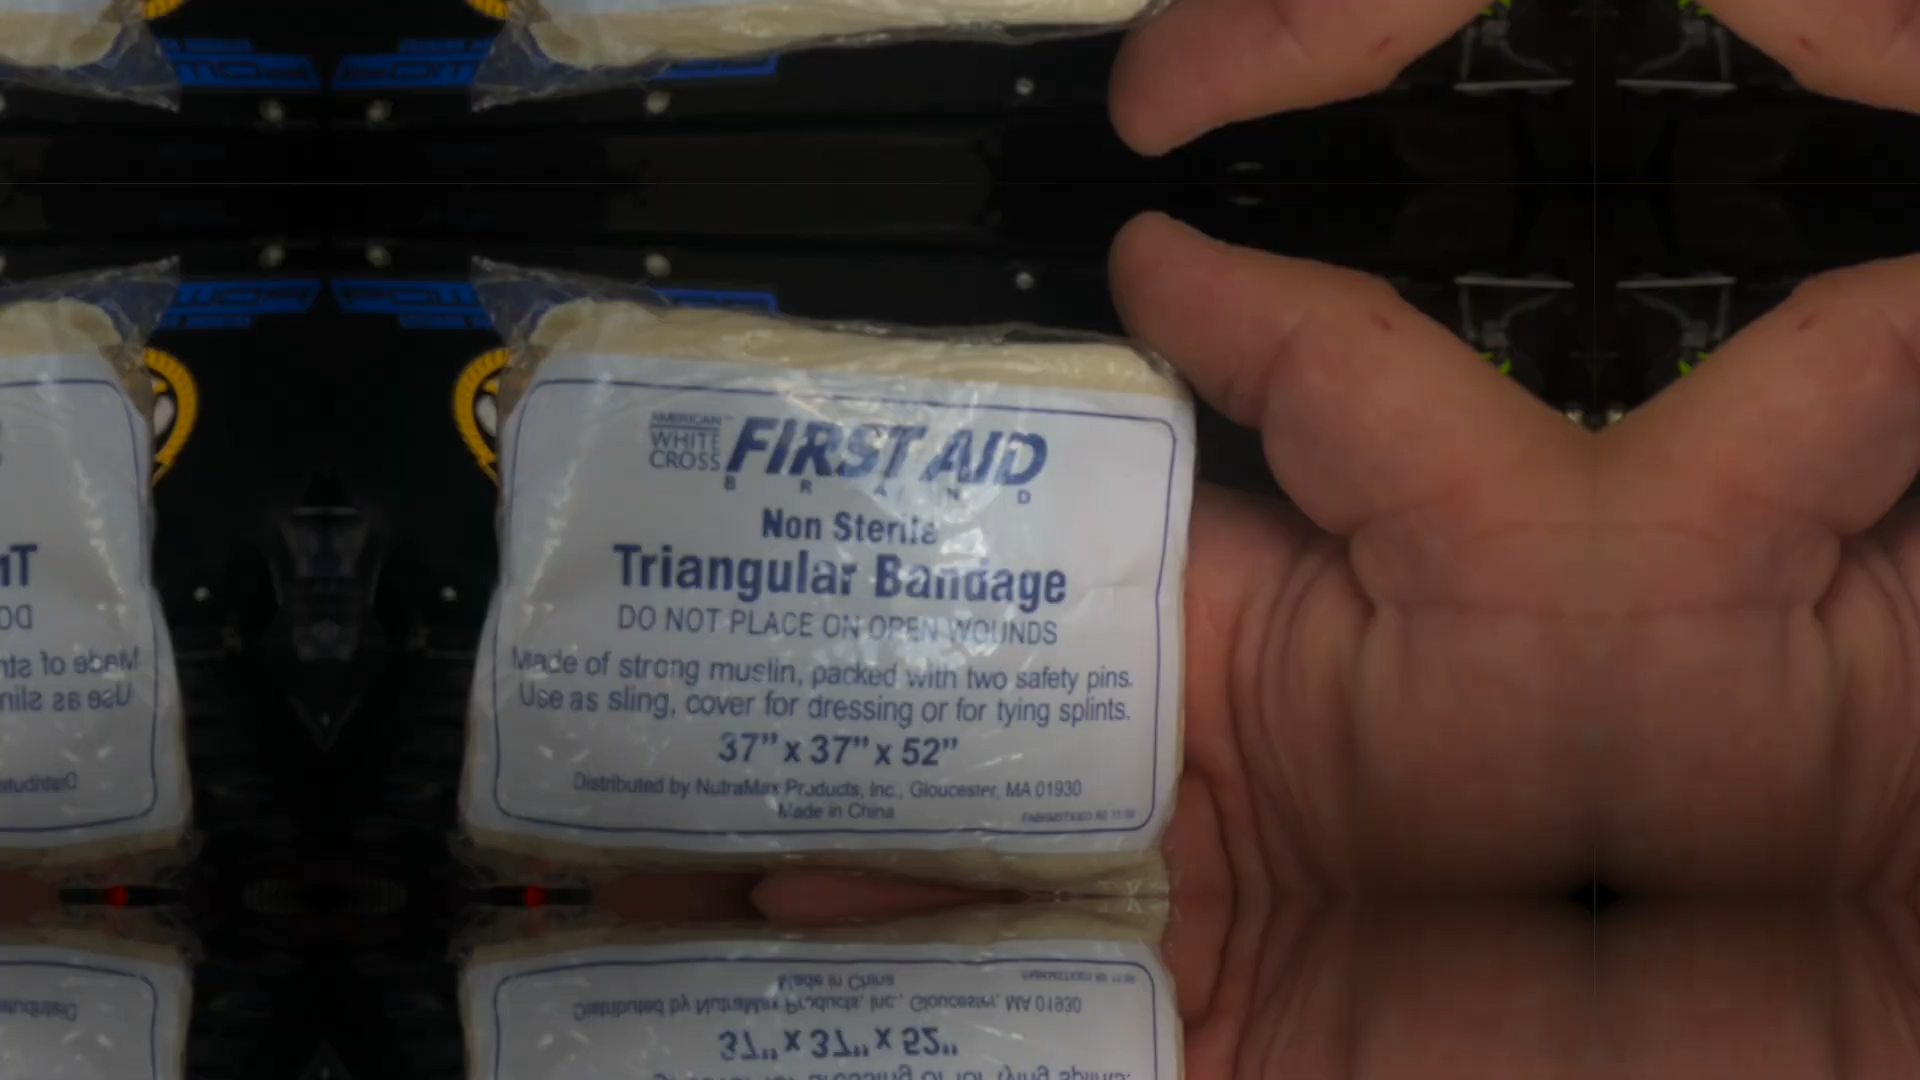 AMERICAN™
WHITE
CROSS
FIRST AID
BRAND
Non Sterile
Triangular Bandage
DO NOT PLACE ON OPEN WOUNDS
Made of strong muslin, packed with two safety pins.
Use as sling, cover for dressing or for tying splints.
37" x 37" x 52"
Distributed by NutraMax Products, Inc., Gloucester, MA 01930
Made in China